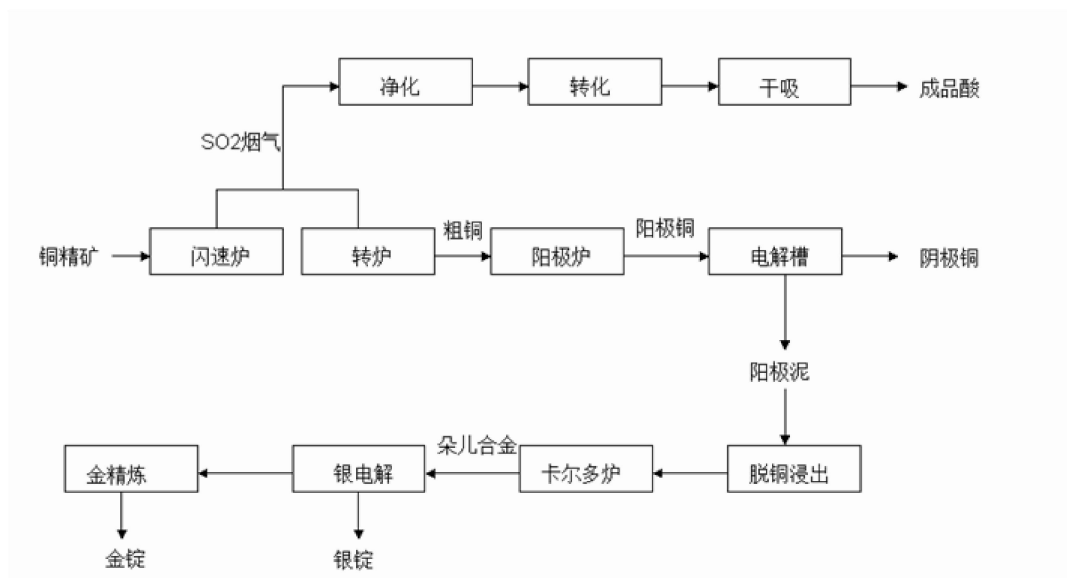 净化
转化
干吸
成品酸
SO2烟气
粗铜
阳极铜
铜精矿
闪速炉
转炉
阳极炉
电解槽
阴极铜
阳极泥
朵儿合金
金精炼
银电解
卡尔多炉
脱铜浸出
金锭
银锭